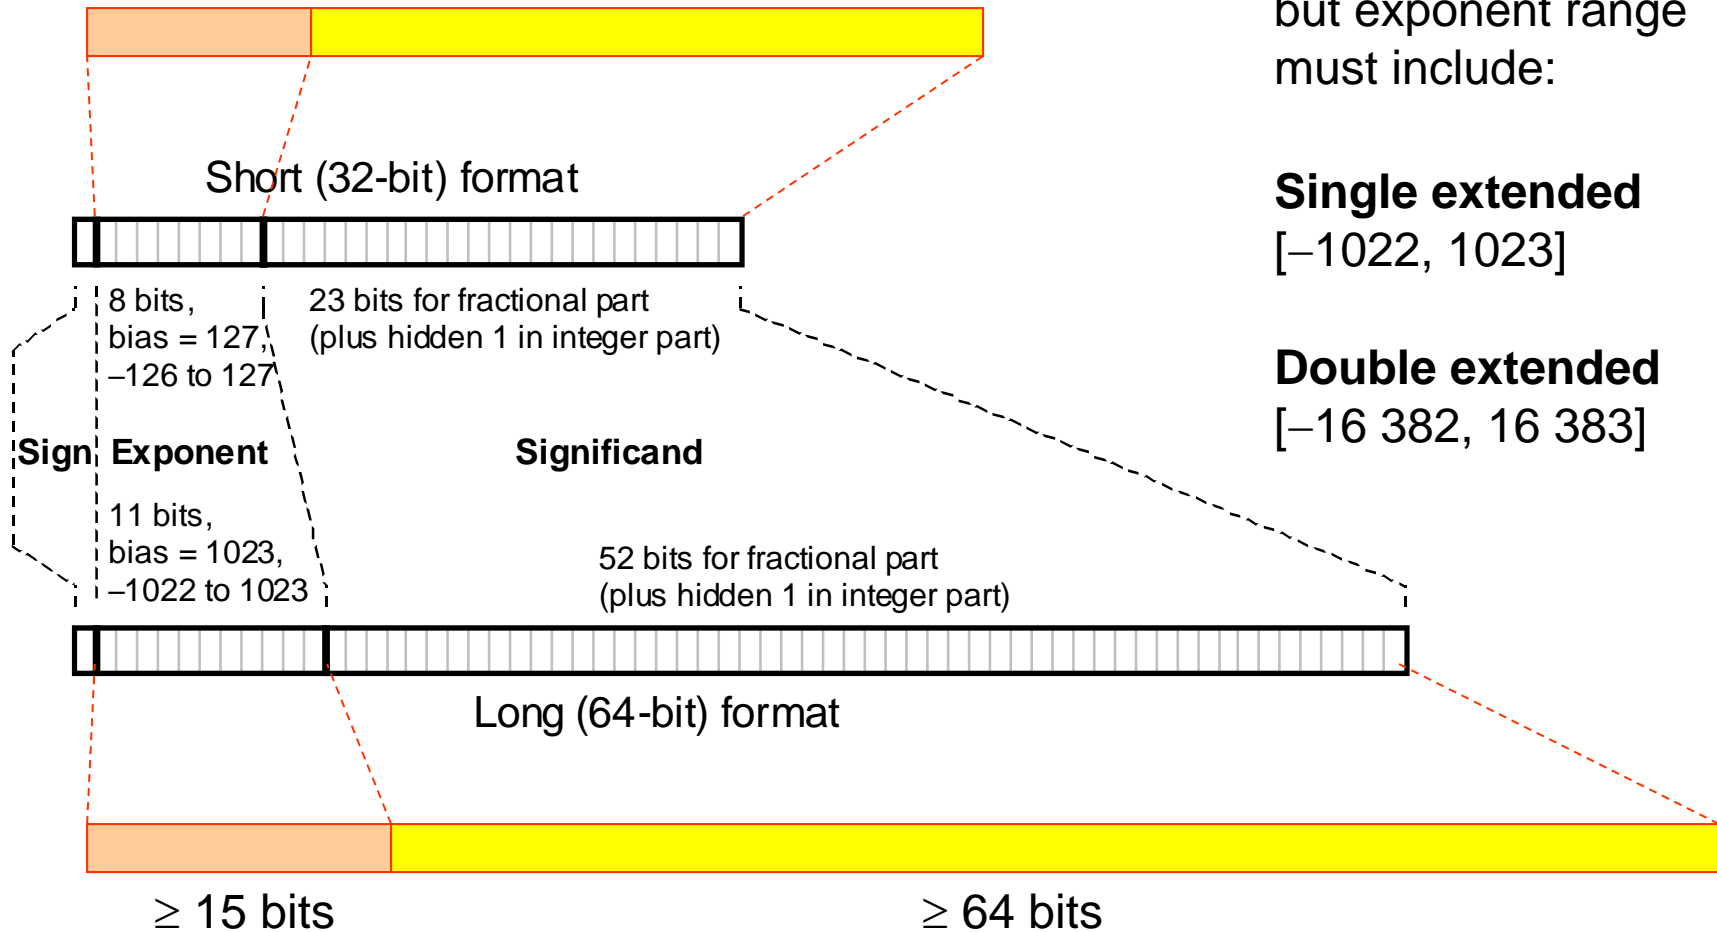 but exponent range
must include:
Short (32-bit) format
Single extended
[−1022, 1023]
8 bits,
bias = 127,
−126 to 127
23 bits for fractional part
(plus hidden 1 in integer part)
Double extended
[−16 382, 16 383]
Sign Exponent Significand
11 bits,
bias = 1023,
−1022 to 1023
52 bits for fractional part
(plus hidden 1 in integer part)
Long (64-bit) format
≥ 15 bits
≥ 64 bits